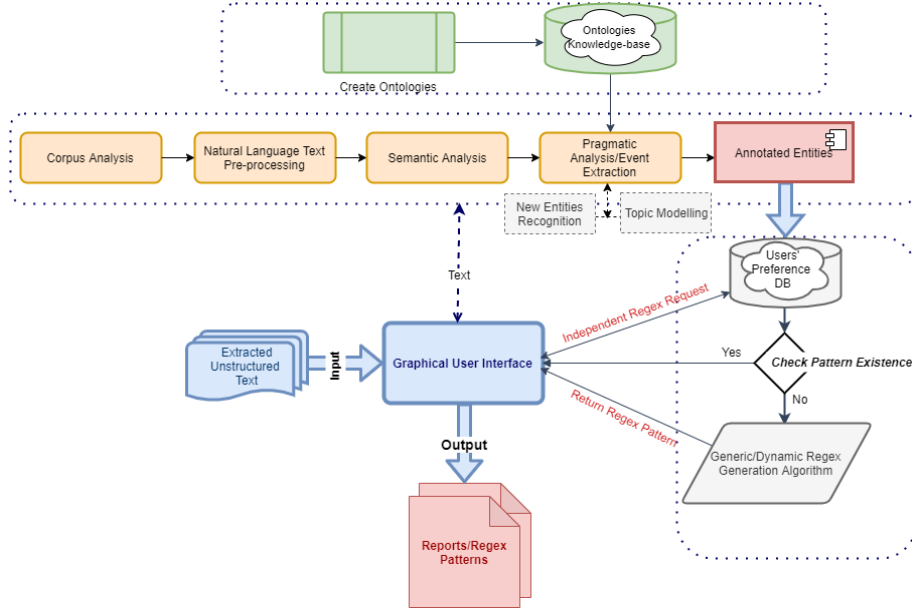 Ontologies
Knowledge-base
Create Ontologies
Corpus Analysis
Natural Language Text
Pre-processing
Semantic Analysis
Pragmatic
Analysis/Event
Extraction
Annotated Entities
New Entities
Recognition
Topic Modelling
Users'
Preference
DB
Text
Independent Regex Request
Extracted
Unstructured
Text
Input
Graphical User Interface
Yes
Check Pattern Existence
No
Return Regex Pattern
Output
Generic/Dynamic Regex
Generation Algorithm
Reports/Regex
Patterns